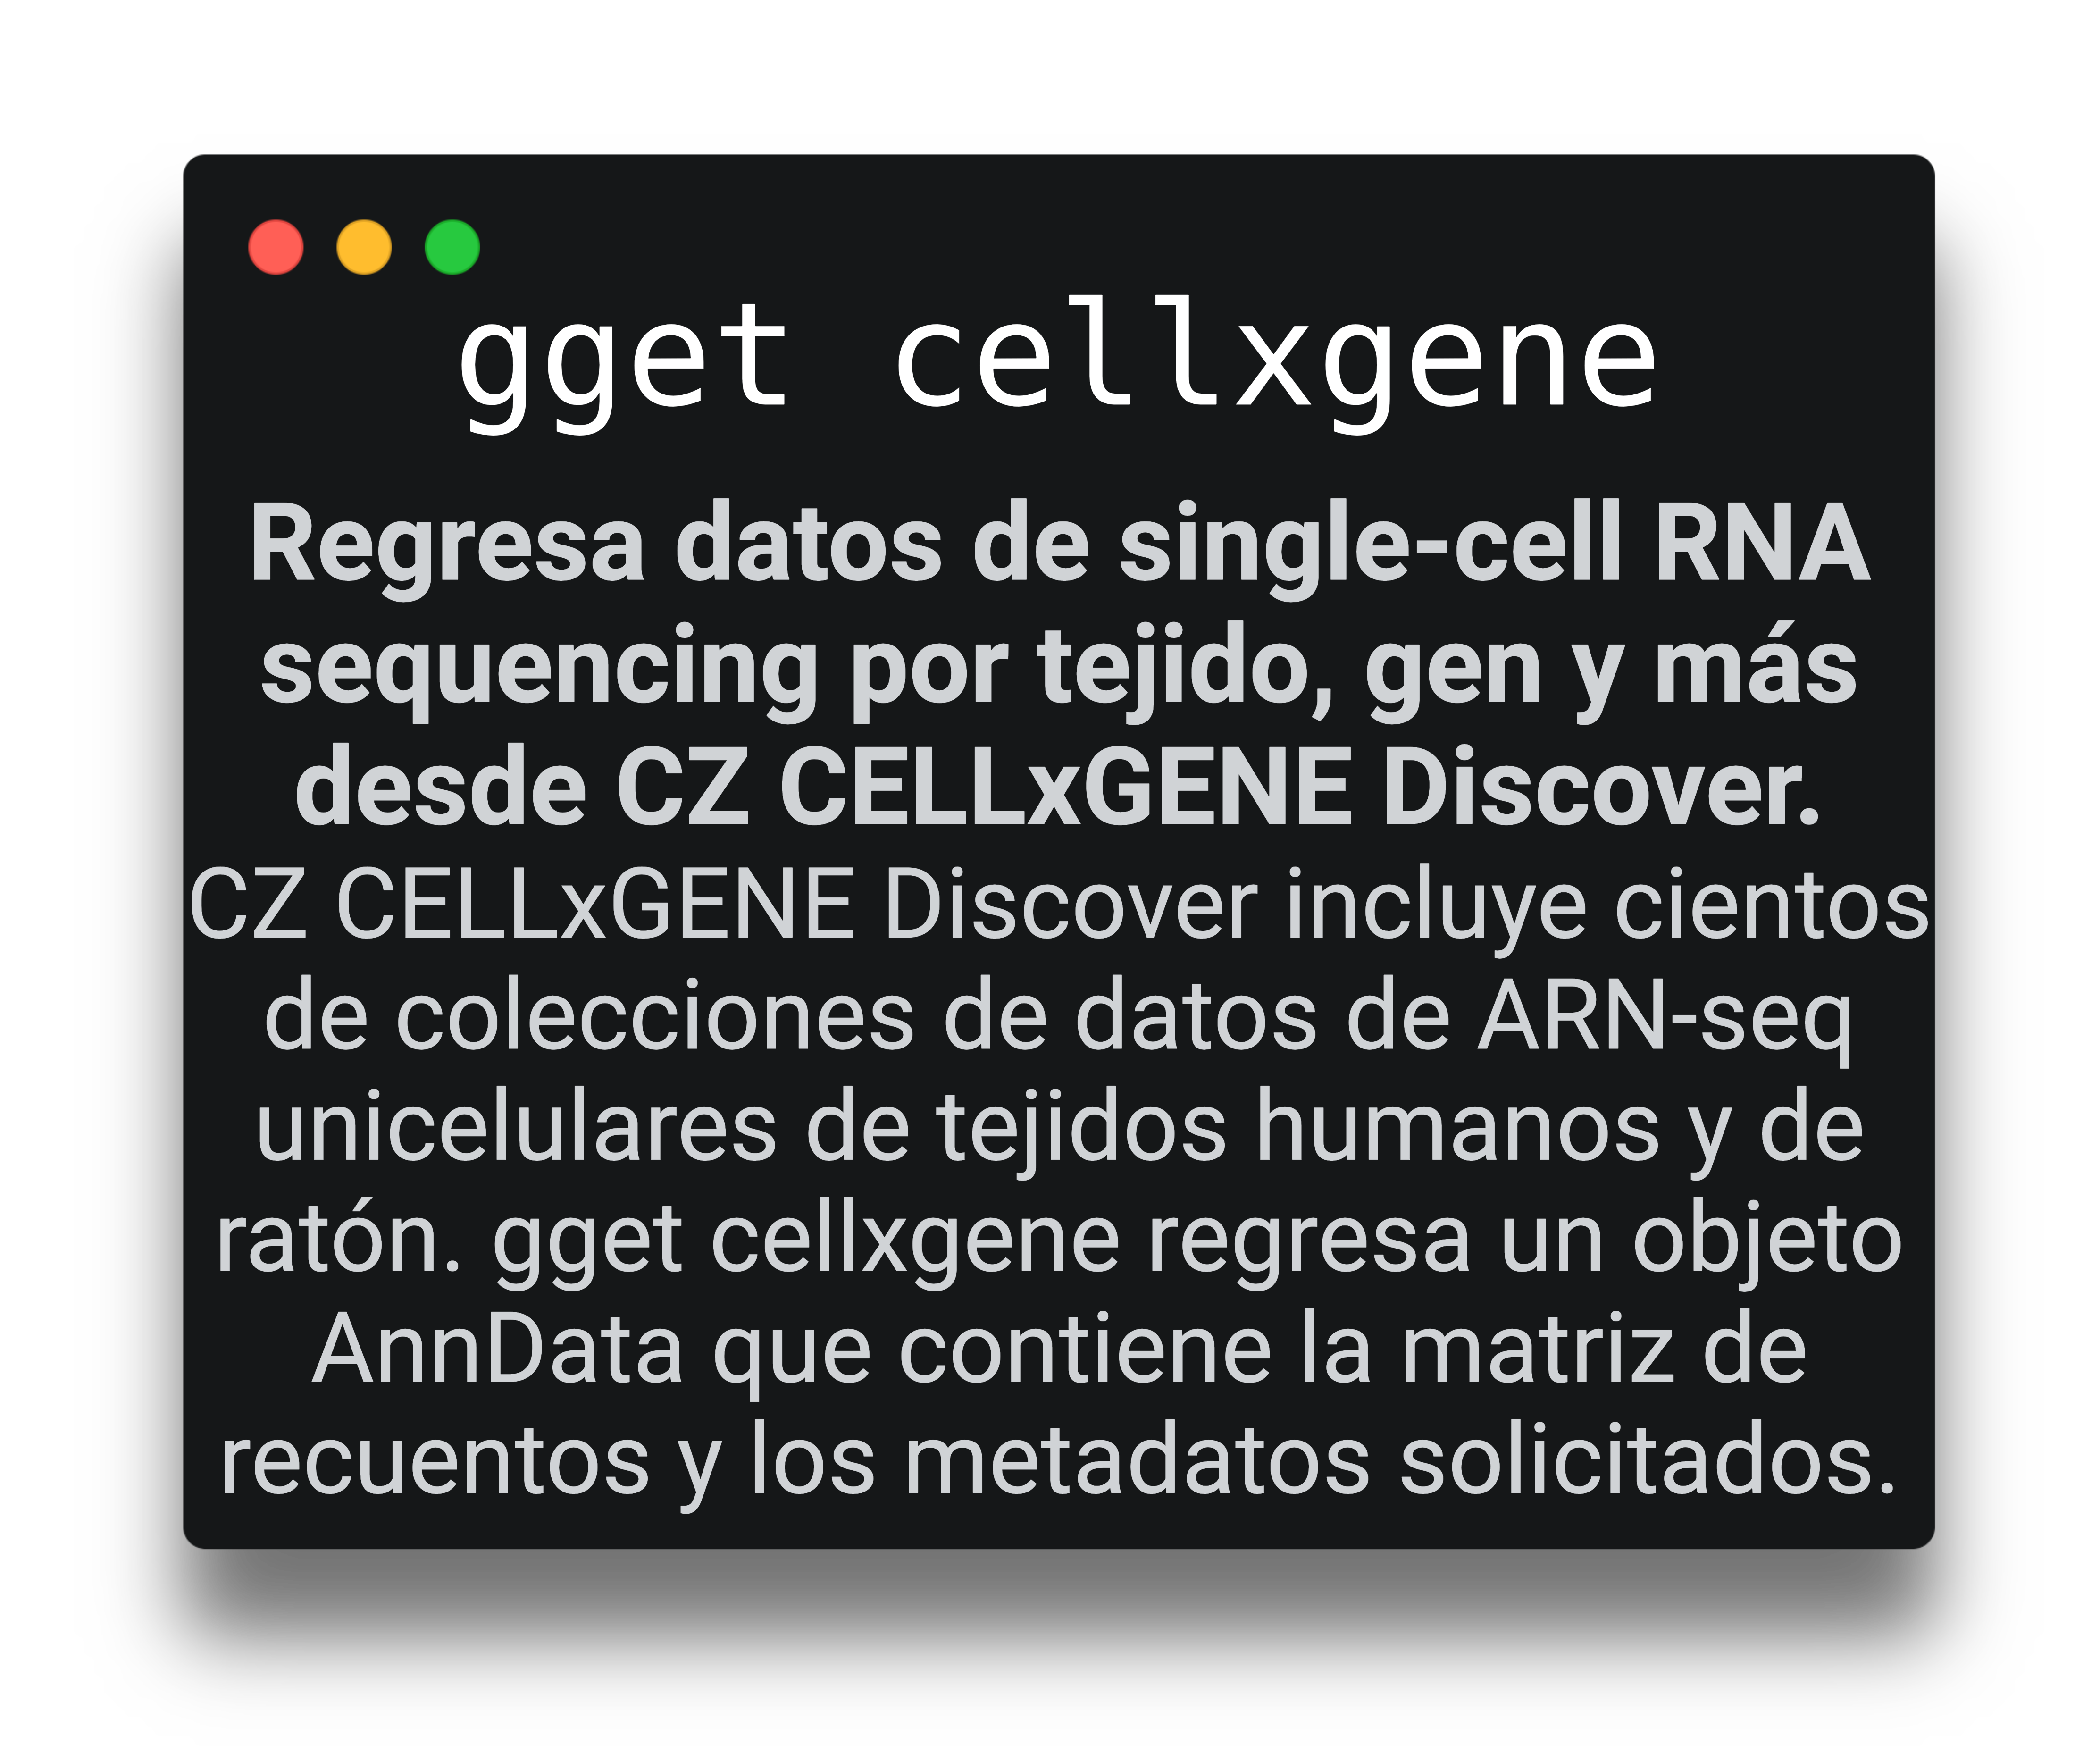 gget cellxgene
Regresa datos de single-cell RNA
sequencing por tejido, gen y más
desde CZ CELLxGENE Discover.
CZ CELLxGENE Discover incluye cientos
de colecciones de datos de ARN-seq
unicelulares de tejidos humanos y de
ratón. gget cellxgene regresa un objeto
AnnData que contiene la matriz de
recuentos y los metadatos solicitados.